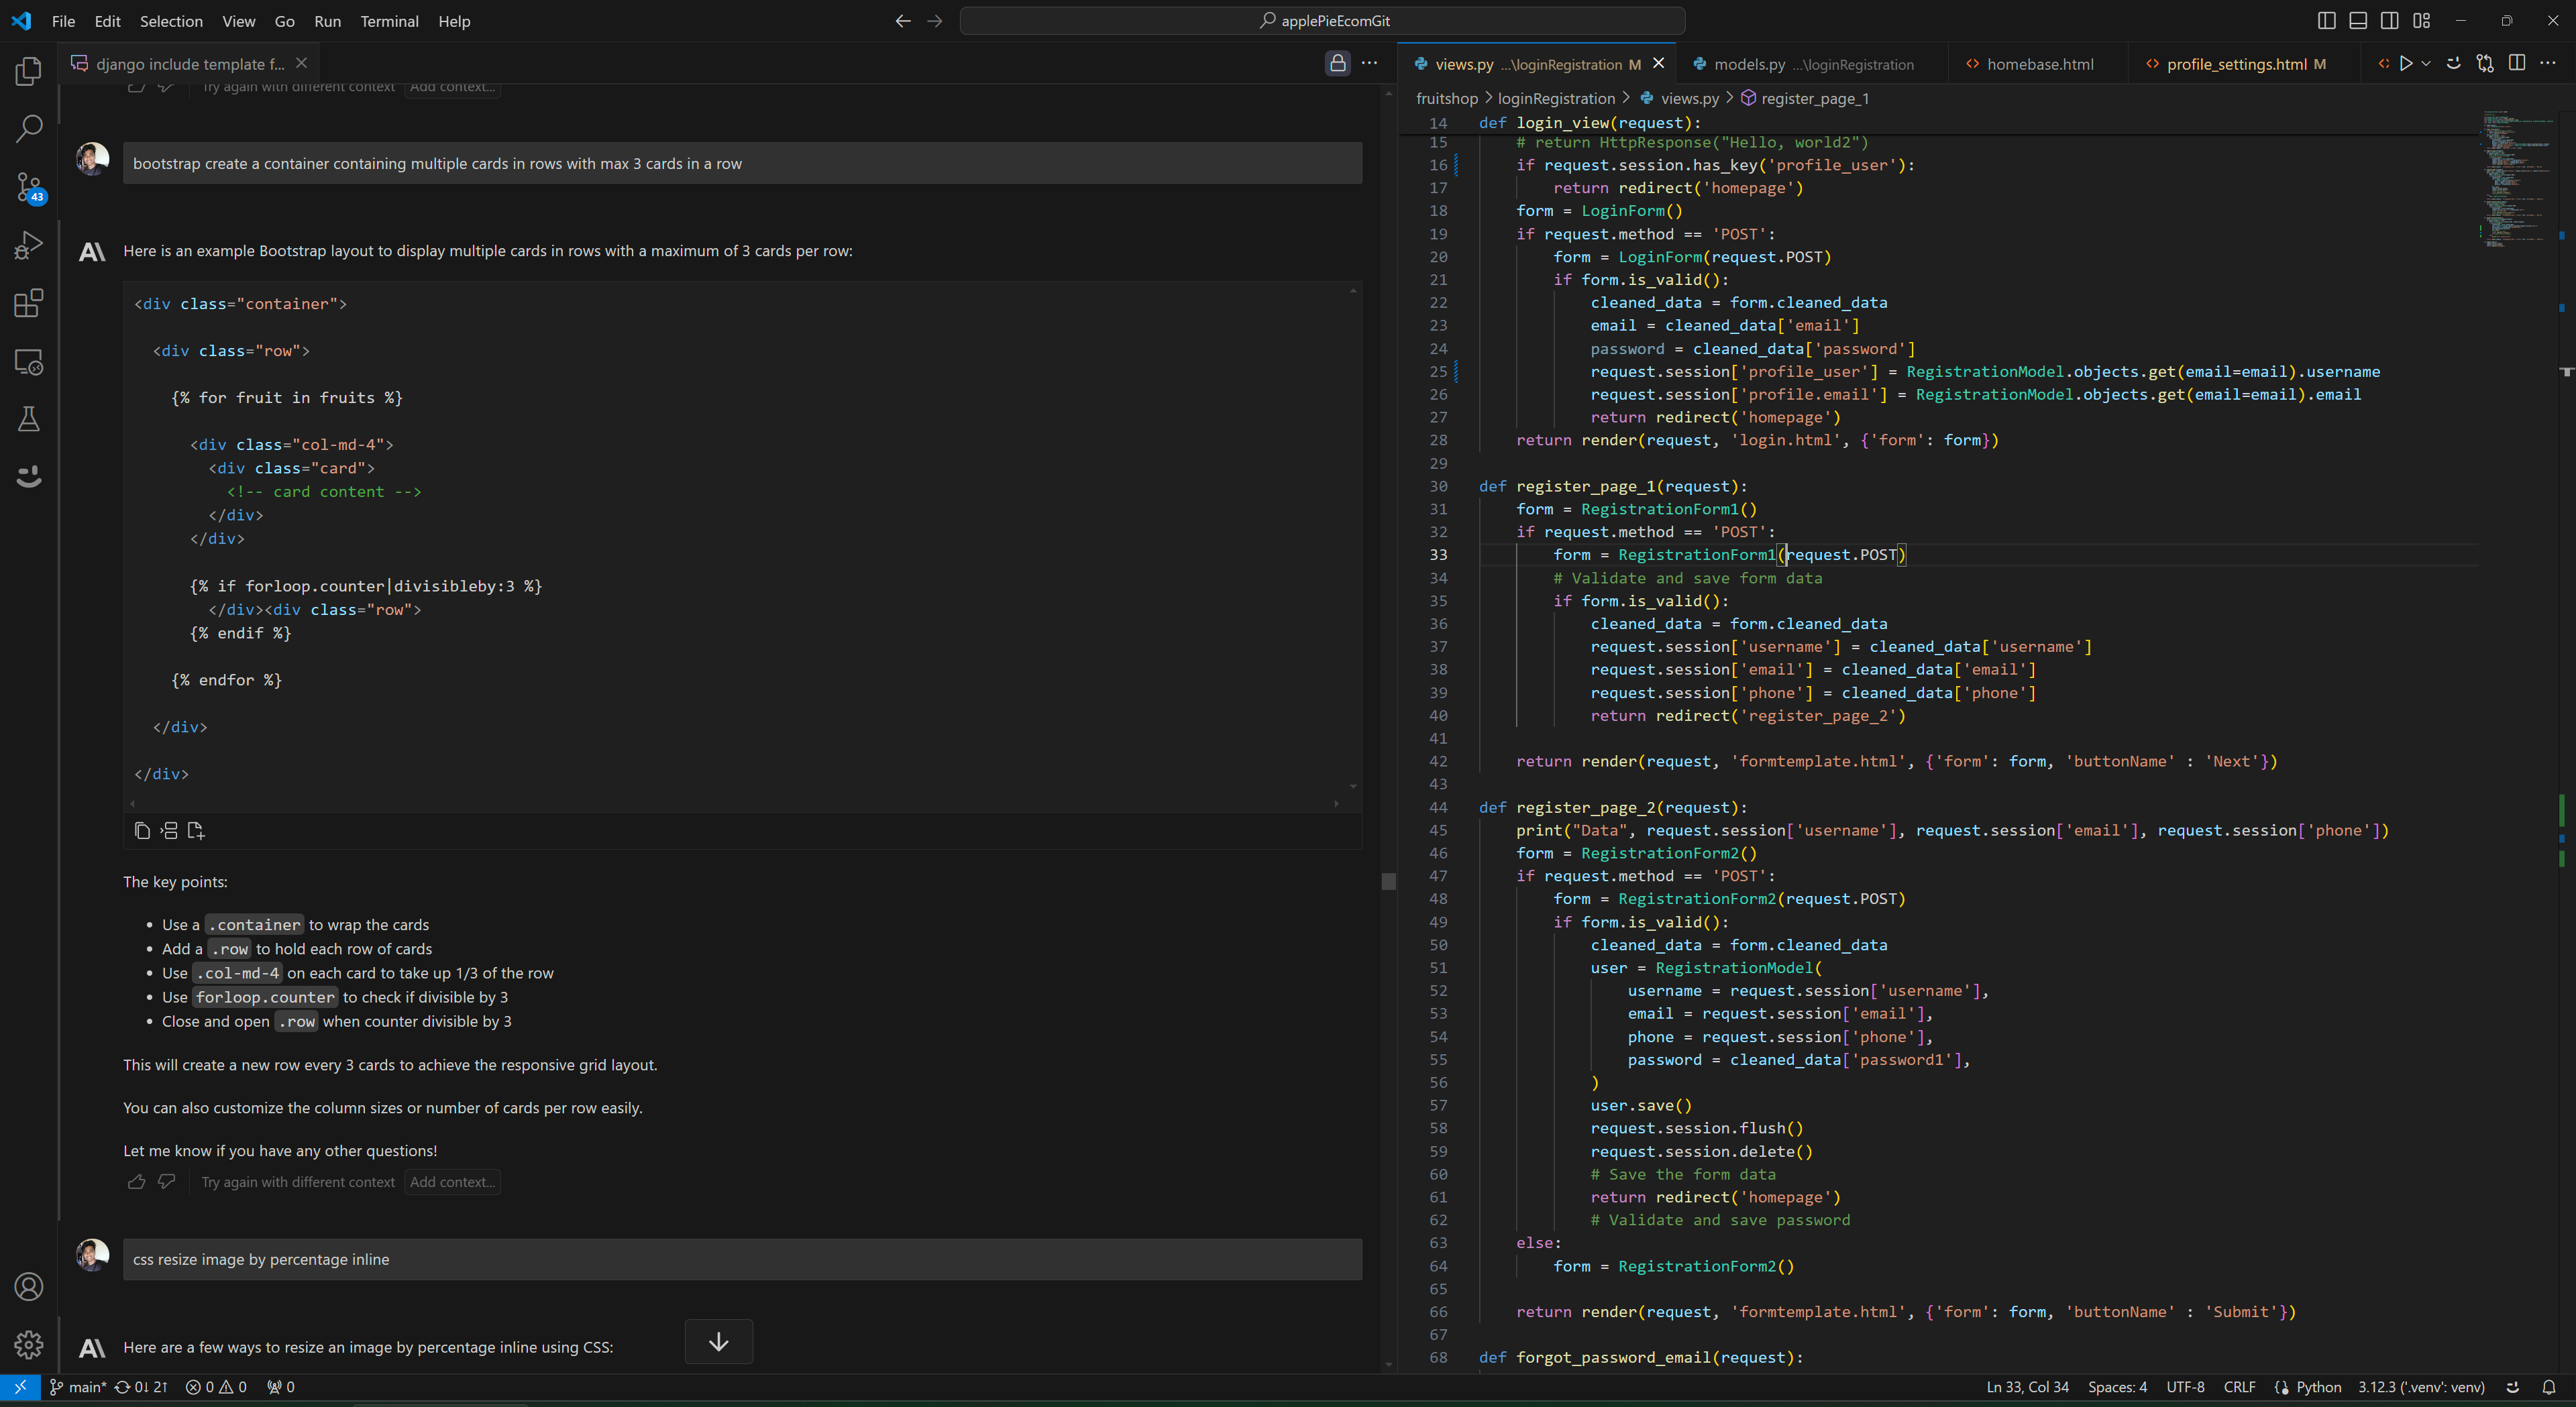 File Edit Selection View Go Run Terminal Help
applePieEcomGit
django include template f...
Try again with different context Add context...
bootstrap create a container containing multiple cards in rows with max 3 cards in a row
Here is an example Bootstrap layout to display multiple cards in rows with a maximum of 3 cards per row:
<div class="container">
<div class="row">
{% for fruit in fruits %}
<div class="col-md-4">
<div class="card">
<!-- card content -->
</div>
</div>
{% if forloop.counter|divisibleby:3 %}
</div><div class="row">
{% endif %}
{% endfor %}
</div>
</div>
The key points:
• Use a .container to wrap the cards
• Add a .row to hold each row of cards
• Use .col-md-4 on each card to take up 1/3 of the row
• Use forloop.counter to check if divisible by 3
• Close and open .row when counter divisible by 3
This will create a new row every 3 cards to achieve the responsive grid layout.
You can also customize the column sizes or number of cards per row easily.
Let me know if you have any other questions!
Try again with different context Add context...
css resize image by percentage inline
Here are a few ways to resize an image by percentage inline using CSS:
43
views.py ...\loginRegistration M
models.py ...\loginRegistration
homebase.html
profile_settings.html M
fruitshop > loginRegistration > views.py > register_page_1
14 def login_view(request):
15 # return HttpResponse("Hello, world2")
16 if request.session.has_key('profile_user'):
17 return redirect('homepage')
18 form = LoginForm()
19 if request.method == 'POST':
20 form = LoginForm(request.POST)
21 if form.is_valid():
22 cleaned_data = form.cleaned_data
23 email = cleaned_data['email']
24 password = cleaned_data['password']
25 request.session['profile_user'] = RegistrationModel.objects.get(email=email).username
26 request.session['profile.email'] = RegistrationModel.objects.get(email=email).email
27 return redirect('homepage')
28 return render(request, 'login.html', {'form': form})
29
30 def register_page_1(request):
31 form = RegistrationForm1()
32 if request.method == 'POST':
33 form = RegistrationForm1(request.POST)
34 # Validate and save form data
35 if form.is_valid():
36 cleaned_data = form.cleaned_data
37 request.session['username'] = cleaned_data['username']
38 request.session['email'] = cleaned_data['email']
39 request.session['phone'] = cleaned_data['phone']
40 return redirect('register_page_2')
41
42 return render(request, 'formtemplate.html', {'form': form, 'buttonName' : 'Next'})
43
44 def register_page_2(request):
45 print("Data", request.session['username'], request.session['email'], request.session['phone'])
46 form = RegistrationForm2()
47 if request.method == 'POST':
48 form = RegistrationForm2(request.POST)
49 if form.is_valid():
50 cleaned_data = form.cleaned_data
51 user = RegistrationModel(
52 username = request.session['username'],
53 email = request.session['email'],
54 phone = request.session['phone'],
55 password = cleaned_data['password1'],
56 )
57 user.save()
58 request.session.flush()
59 request.session.delete()
60 # Save the form data
61 return redirect('homepage')
62 # Validate and save password
63 else:
64 form = RegistrationForm2()
65
66 return render(request, 'formtemplate.html', {'form': form, 'buttonName' : 'Submit'})
67
68 def forgot_password_email(request):
main* 0↓ 2↑ 0 0 0
Ln 33, Col 34 Spaces: 4 UTF-8 CRLF Python 3.12.3 ('.venv': venv)